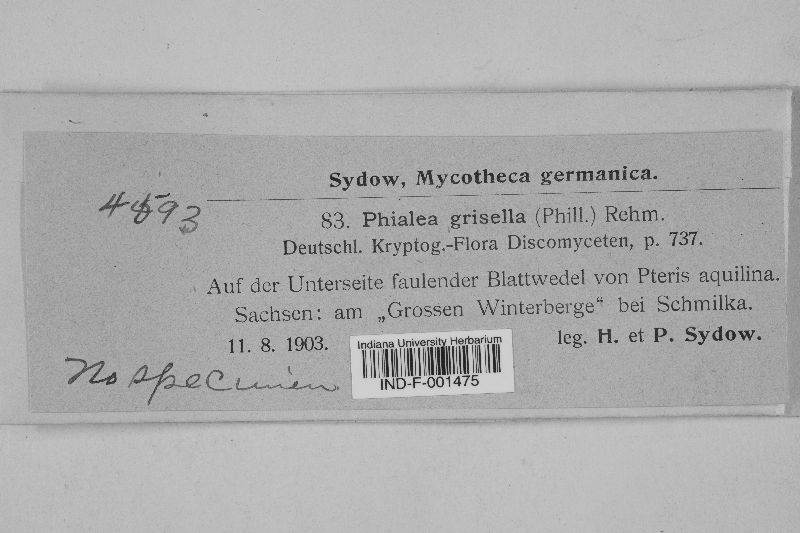 Sydow, Mycotheca germanica.
4593
83. Phialea grisella (Phill.) Rehm.
Deutschl. Kryptog.-Flora Discomyceten, p. 737.
Auf der Unterseite faulender Blattwedel von Pteris aquilina.
Sachsen: am „Grossen Winterberge“ bei Schmilka.
11. 8. 1903. leg. H. et P. Sydow.
No specimen
Indiana University Herbarium
IND-F-001475